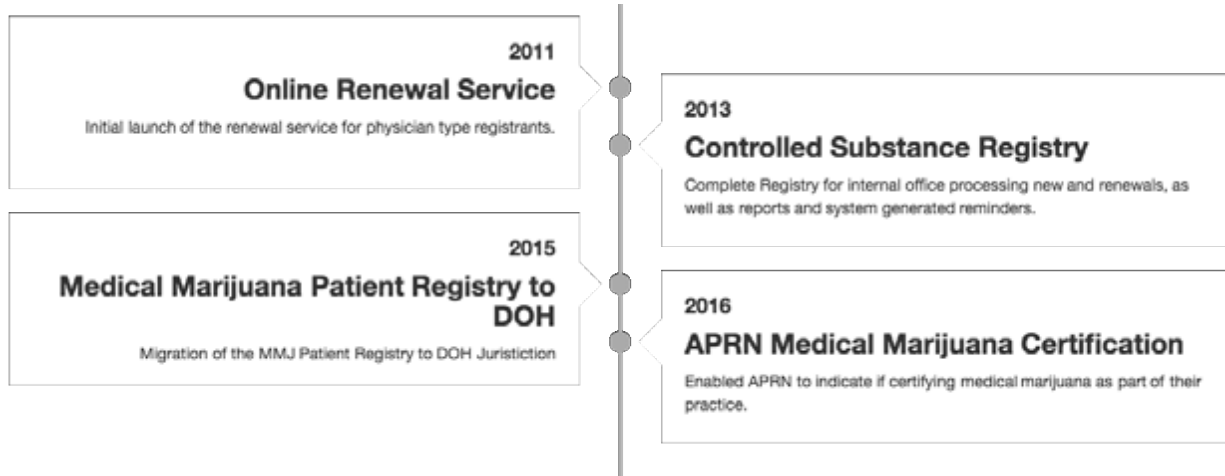 2011
Online Renewal Service
Initial launch of the renewal service for physician type registrants.
2013
Controlled Substance Registry
Complete Registry for internal office processing new and renewals, as
well as reports and system generated reminders.
2015
Medical Marijuana Patient Registry to
DOH
Migration of the MMJ Patient Registry to DOH Juristiction
2016
APRN Medical Marijuana Certification
Enabled APRN to indicate if certifying medical marijuana as part of their
practice.